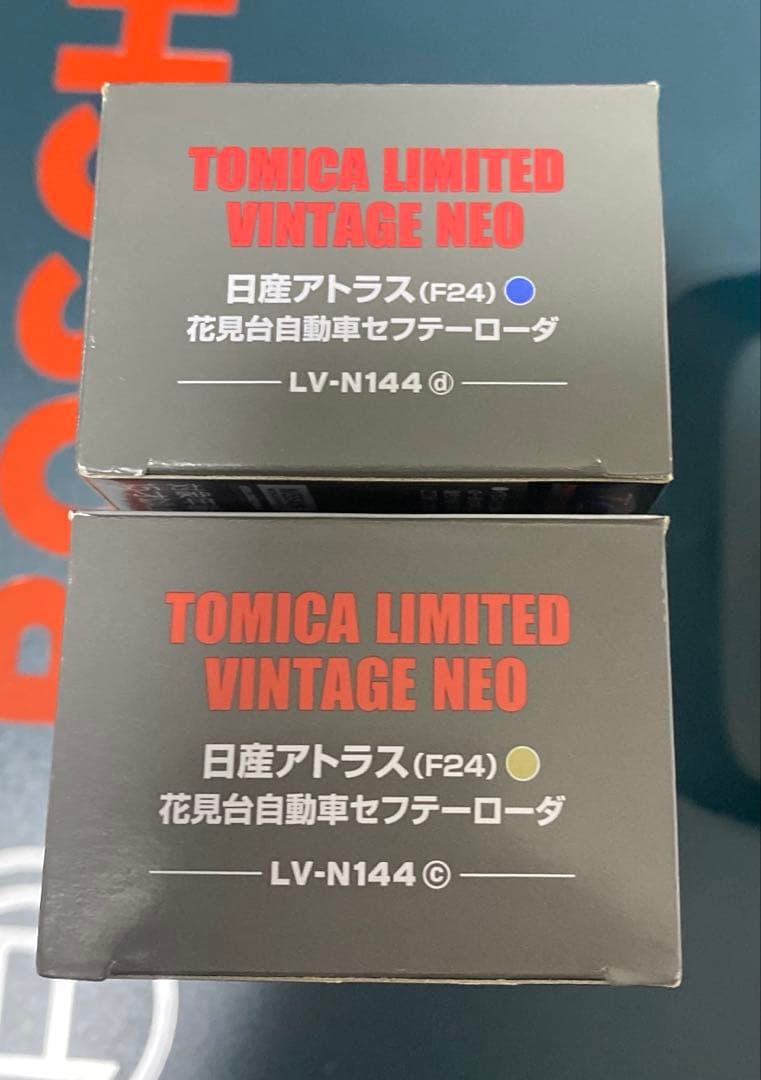 BOSCH
TOMICA LIMITED
VINTAGE NEO
日産アトラス(F24)
花見台自動車セフテーローダ
LV-N144 ⓓ
TOMICA LIMITED
VINTAGE NEO
日産アトラス(F24)
花見台自動車セフテーローダ
LV-N144 ⓒ